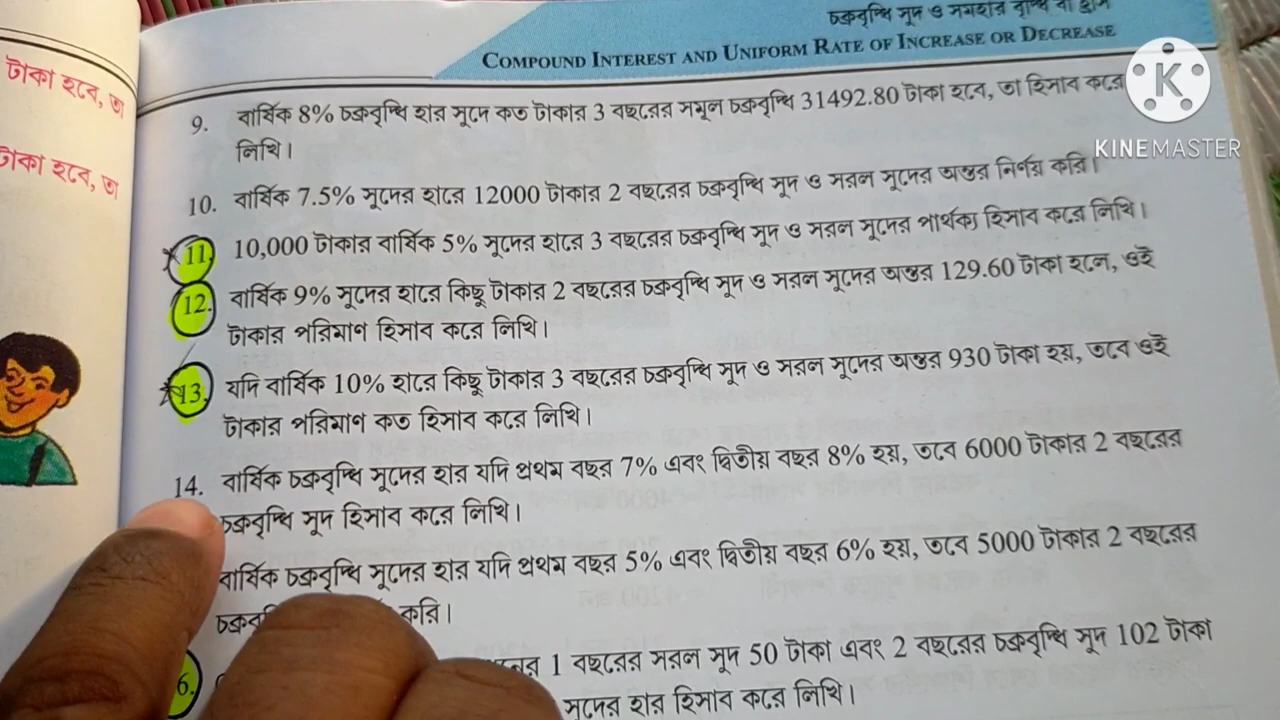 টাকা হবে, তা
টাকা হবে, তা
চক্রবৃদ্ধি সুদ ও সমহার বৃদ্ধি বা হ্রাস
COMPOUND INTEREST AND UNIFORM RATE OF INCREASE OR DECREASE
K
KINEMASTER
9. বার্ষিক 8% চক্রবৃদ্ধি হার সুদে কত টাকার 3 বছরের সমূল চক্রবৃদ্ধি 31492.80 টাকা হবে, তা হিসাব করে
লিখি।
10. বার্ষিক 7.5% সুদের হারে 12000 টাকার 2 বছরের চক্রবৃদ্ধি সুদ ও সরল সুদের অন্তর নির্ণয় করি।
11. 10,000 টাকার বার্ষিক 5% সুদের হারে 3 বছরের চক্রবৃদ্ধি সুদ ও সরল সুদের পার্থক্য হিসাব করে লিখি।
12. বার্ষিক 9% সুদের হারে কিছু টাকার 2 বছরের চক্রবৃদ্ধি সুদ ও সরল সুদের অন্তর 129.60 টাকা হলে, ওই
টাকার পরিমাণ হিসাব করে লিখি।
13. যদি বার্ষিক 10% হারে কিছু টাকার 3 বছরের চক্রবৃদ্ধি সুদ ও সরল সুদের অন্তর 930 টাকা হয়, তবে ওই
টাকার পরিমাণ কত হিসাব করে লিখি।
14. বার্ষিক চক্রবৃদ্ধি সুদের হার যদি প্রথম বছর 7% এবং দ্বিতীয় বছর 8% হয়, তবে 6000 টাকার 2 বছরের
চক্রবৃদ্ধি সুদ হিসাব করে লিখি।
বার্ষিক চক্রবৃদ্ধি সুদের হার যদি প্রথম বছর 5% এবং দ্বিতীয় বছর 6% হয়, তবে 5000 টাকার 2 বছরের
করি।
6. 1 বছরের সরল সুদ 50 টাকা এবং 2 বছরের চক্রবৃদ্ধি সুদ 102 টাকা
সুদের হার হিসাব করে লিখি।